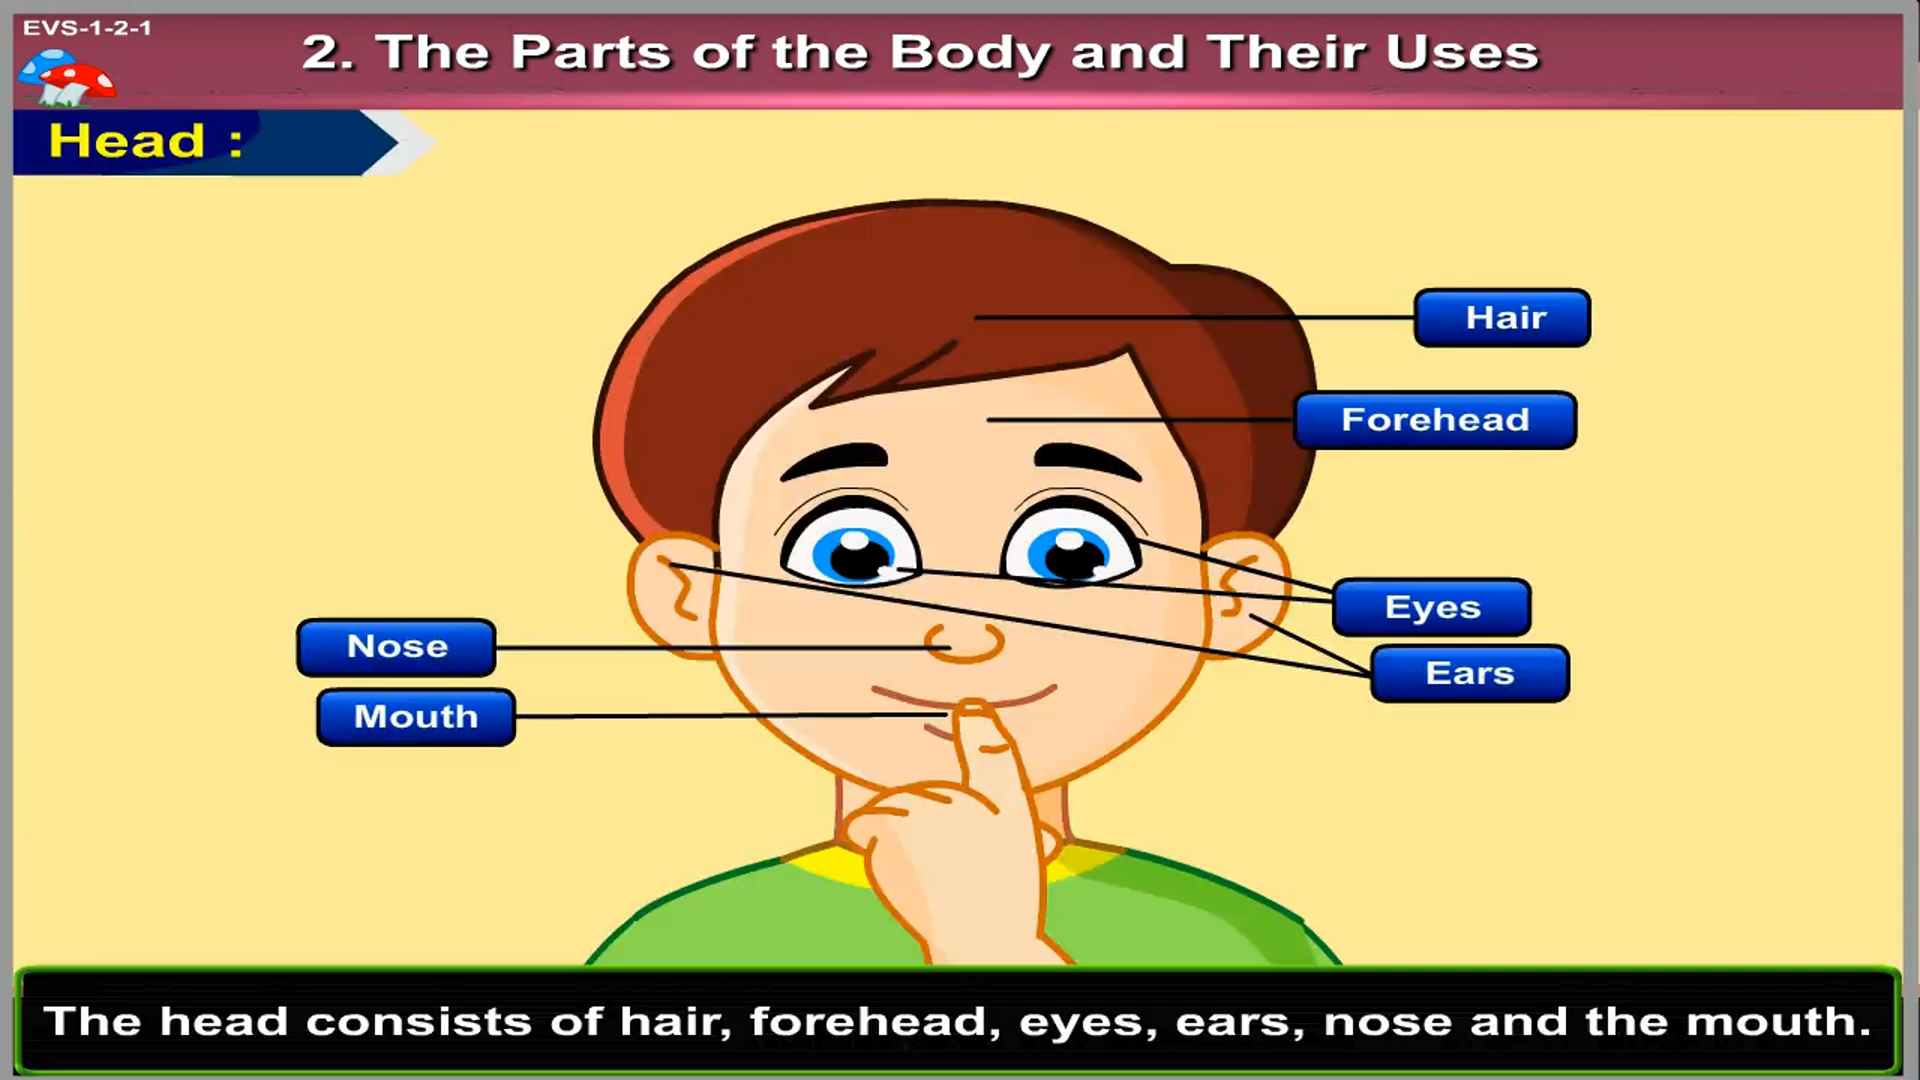 EVS-1-2-1
2. The Parts of the Body and Their Uses
Head :
Hair
Forehead
Eyes
Nose
Ears
Mouth
The head consists of hair, forehead, eyes, ears, nose and the mouth.